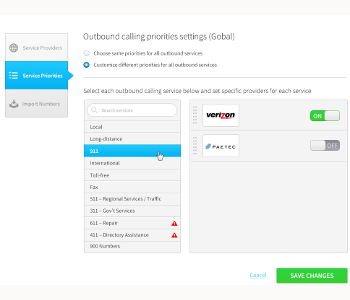 Outbound calling priorities settings (Gobal)
Service Providers
Choose same priorities for all outbound services
Customize different priorities for all outbound services
Service Priorities
Import Numbers
Select each outbound calling service below and set specific providers for each service
Search services
Local
Long-distance
911
International
Toll-Free
Fax
511 – Regional Services / Traffic
311 – Gov't Services
611 – Repair
411 – Directory Assistance
900 Numbers
verizon
ON
PAETEC
OFF
Cancel
SAVE CHANGES